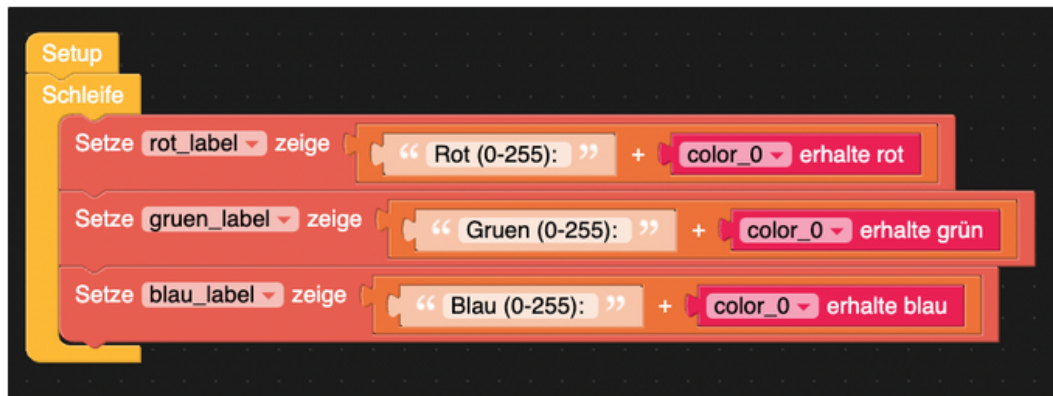 Setup
Schleife
Setze rot_label zeige “ Rot (0-255): ” + color_0 erhalte rot
Setze gruen_label zeige “ Gruen (0-255): ” + color_0 erhalte grün
Setze blau_label zeige “ Blau (0-255): ” + color_0 erhalte blau